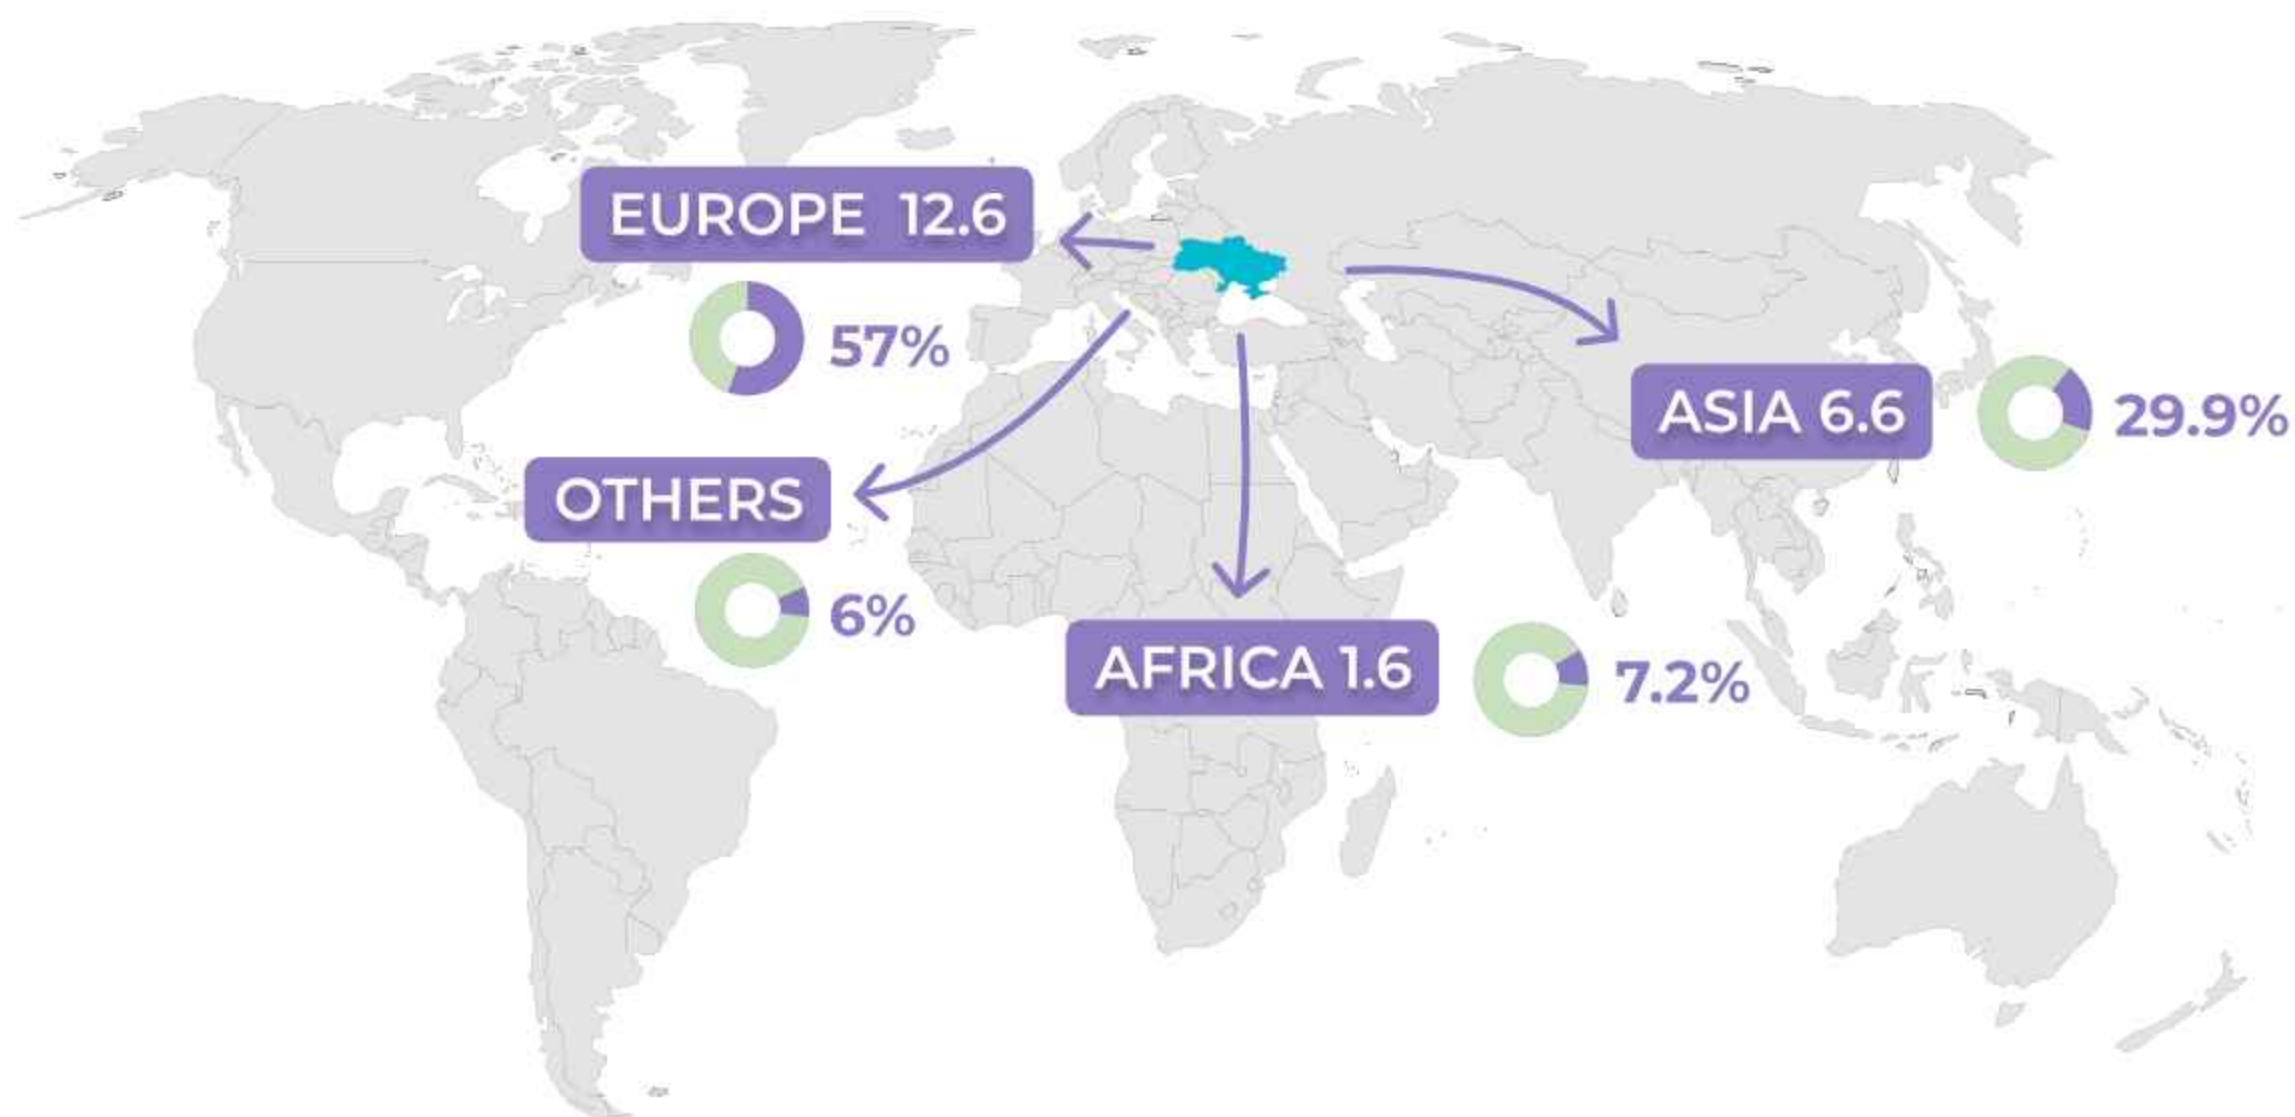 EUROPE 12.6
57%
ASIA 6.6
29.9%
OTHERS
6%
AFRICA 1.6
7.2%